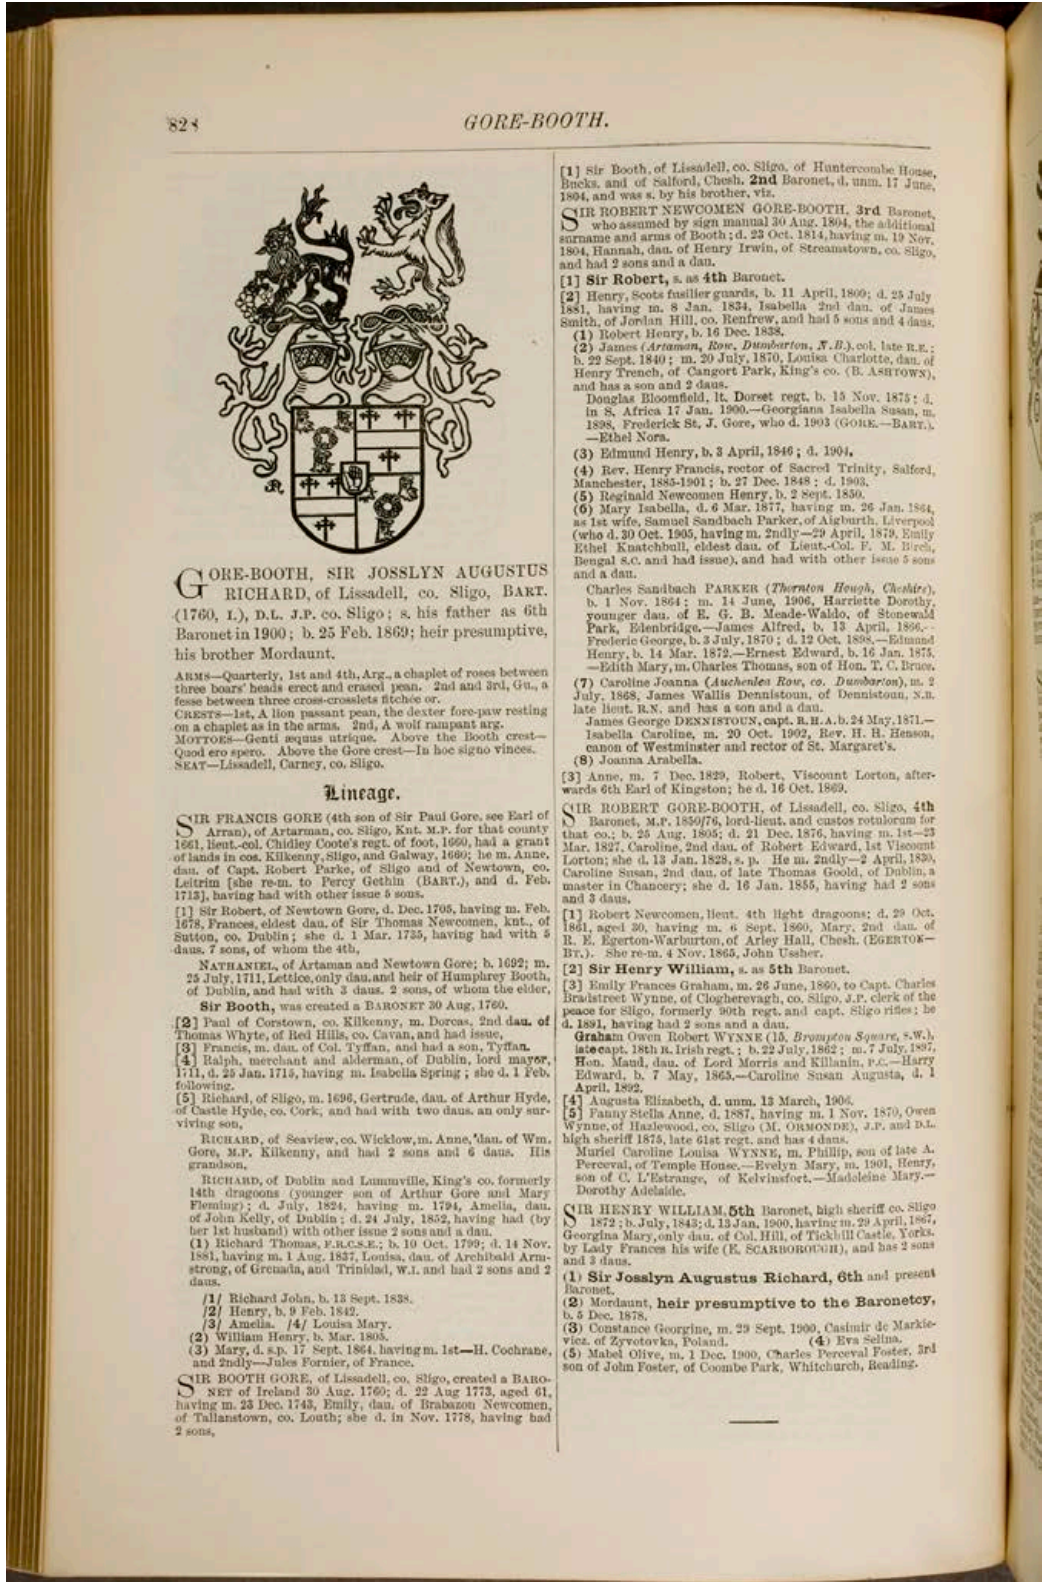 828
GORE-BOOTH.
GORE-BOOTH, SIR JOSSLYN AUGUSTUS
RICHARD, of Lissadell, co. Sligo, BART.
(1760, I.), D.L. J.P. co. Sligo; s. his father as 6th
Baronet in 1900; b. 25 Feb. 1869; heir presumptive,
his brother Mordaunt.
ARMS—Quarterly, 1st and 4th, Arg., a chaplet of roses between
three boars' heads erect and erased pean. 2nd and 3rd, Gu., a
fesse between three cross-crosslets fitchée or.
CRESTS—1st, A lion passant pean, the dexter fore-paw resting
on a chaplet as in the arms. 2nd, A wolf rampant arg.
MOTTOES—Genti æquus utrique. Above the Booth crest—
Quod ero spero. Above the Gore crest—In hoc signo vinces.
SEAT—Lissadell, Carney, co. Sligo.
Lineage.
SIR FRANCIS GORE (4th son of Sir Paul Gore, see Earl of
Arran), of Artarman, co. Sligo, Knt. M.P. for that county
1661, lieut.-col. Chidley Coote's regt. of foot, 1660, had a grant
of lands in cos. Kilkenny, Sligo, and Galway, 1660; he m. Anne,
dau. of Capt. Robert Parke, of Sligo and of Newtown, co.
Leitrim [she re-m. to Percy Gethin (BART.), and d. Feb.
1713], having had with other issue 5 sons.
[1] Sir Robert, of Newtown Gore, d. Dec. 1705, having m. Feb.
1678, Frances, eldest dau. of Sir Thomas Newcomen, knt., of
Sutton, co. Dublin; she d. 1 Mar. 1735, having had with 5
daus. 7 sons, of whom the 4th,
NATHANIEL, of Artaman and Newtown Gore; b. 1692; m.
25 July, 1711, Lettice, only dau. and heir of Humphrey Booth,
of Dublin, and had with 3 daus. 2 sons, of whom the elder,
Sir Booth, was created a BARONET 30 Aug. 1760.
[2] Paul of Corstown, co. Kilkenny, m. Dorcas, 2nd dau. of
Thomas Whyte, of Red Hills, co. Cavan, and had issue,
[3] Francis, m. dau. of Col. Tyffan, and had a son, Tyffan.
[4] Ralph, merchant and alderman, of Dublin, lord mayor,
1711, d. 25 Jan. 1715, having m. Isabella Spring; she d. 1 Feb.
following.
[5] Richard, of Sligo, m. 1696, Gertrude, dau. of Arthur Hyde,
of Castle Hyde, co. Cork, and had with two daus. an only sur-
viving son,
RICHARD, of Seaview, co. Wicklow, m. Anne, dau. of Wm.
Gore, M.P. Kilkenny, and had 2 sons and 6 daus. His
grandson,
RICHARD, of Dublin and Lummville, King's co. formerly
14th dragoons (younger son of Arthur Gore and Mary
Fleming); d. July, 1824, having m. 1794, Amelia, dau.
of John Kelly, of Dublin; d. 24 July, 1852, having had (by
her 1st husband) with other issue 2 sons and a dau.
(1) Richard Thomas, F.R.C.S.E.; b. 10 Oct. 1799; d. 14 Nov.
1881, having m. 1 Aug. 1837, Louisa, dau. of Archibald Arm-
strong, of Grenada, and Trinidad, W.I. and had 2 sons and 2
daus.
/1/ Richard John, b. 13 Sept. 1838.
/2/ Henry, b. 9 Feb. 1842.
/3/ Amelia. /4/ Louisa Mary.
(2) William Henry, b. Mar. 1805.
(3) Mary, d. s.p. 17 Sept. 1864, having m. 1st—H. Cochrane,
and 2ndly—Jules Fornier, of France.
SIR BOOTH GORE, of Lissadell, co. Sligo, created a BARO-
NET of Ireland 30 Aug. 1760; d. 22 Aug 1773, aged 61,
having m. 23 Dec. 1743, Emily, dau. of Brabazon Newcomen,
of Tallanstown, co. Louth; she d. in Nov. 1778, having had
2 sons,
[1] Sir Booth, of Lissadell, co. Sligo, of Huntercombe House,
Bucks. and of Salford, Chesh. 2nd Baronet, d. unm. 17 June,
1804, and was s. by his brother, viz.
SIR ROBERT NEWCOMEN GORE-BOOTH, 3rd Baronet,
who assumed by sign manual 30 Aug. 1804, the additional
surname and arms of Booth; d. 23 Oct. 1814, having m. 19 Nov.
1804, Hannah, dau. of Henry Irwin, of Streamstown, co. Sligo,
and had 2 sons and a dau.
[1] Sir Robert, s. as 4th Baronet.
[2] Henry, Scots fusilier guards, b. 11 April, 1809; d. 25 July
1881, having m. 8 Jan. 1834, Isabella 2nd dau. of James
Smith, of Jordan Hill, co. Renfrew, and had 5 sons and 4 daus.
(1) Robert Henry, b. 16 Dec. 1838.
(2) James (Artaman, Row, Dumbarton, N.B.), col. late R.E.;
b. 22 Sept. 1840; m. 20 July, 1870, Louisa Charlotte, dau. of
Henry Trench, of Cangort Park, King's co. (B. ASHTOWN),
and has a son and 2 daus.
Douglas Bloomfield, lt. Dorset regt. b. 15 Nov. 1875; d.
in S. Africa 17 Jan. 1900.—Georgiana Isabella Susan, m.
1898, Frederick St. J. Gore, who d. 1903 (GORE.—BART.).
—Ethel Nora.
(3) Edmund Henry, b. 3 April, 1846; d. 1904.
(4) Rev. Henry Francis, rector of Sacred Trinity, Salford,
Manchester, 1885-1901; b. 27 Dec. 1848; d. 1903.
(5) Reginald Newcomen Henry, b. 2 Sept. 1850.
(6) Mary Isabella, d. 6 Mar. 1877, having m. 26 Jan. 1864,
as 1st wife, Samuel Sandbach Parker, of Aigburth, Liverpool
(who d. 30 Oct. 1905, having m. 2ndly—29 April, 1879, Emily
Ethel Knatchbull, eldest dau. of Lieut.-Col. F. M. Birch,
Bengal S.C. and had issue), and had with other issue 5 sons
and a dau.
Charles Sandbach PARKER (Thornton Hough, Cheshire),
b. 1 Nov. 1864; m. 14 June, 1906, Harriette Dorothy,
younger dau. of E. G. B. Meade-Waldo, of Stonewald
Park, Edenbridge.—James Alfred, b. 13 April, 1866.—
Frederic George, b. 3 July, 1870; d. 12 Oct. 1898.—Edmund
Henry, b. 14 Mar. 1872.—Ernest Edward, b. 16 Jan. 1875.
—Edith Mary, m. Charles Thomas, son of Hon. T. C. Bruce.
(7) Caroline Joanna (Auchenlea Row, co. Dumbarton), m. 2
July, 1868, James Wallis Dennistoun, of Dennistoun, N.B.
late lieut. R.N. and has a son and a dau.
James George DENNISTOUN, capt. R.H.A. b. 24 May, 1871.—
Isabella Caroline, m. 20 Oct. 1902, Rev. H. H. Henson,
canon of Westminster and rector of St. Margaret's.
(8) Joanna Arabella.
[3] Anne, m. 7 Dec. 1829, Robert, Viscount Lorton, after-
wards 6th Earl of Kingston; he d. 16 Oct. 1869.
SIR ROBERT GORE-BOOTH, of Lissadell, co. Sligo, 4th
Baronet, M.P. 1850/76, lord-lieut. and custos rotulorum for
that co.; b. 25 Aug. 1805; d. 21 Dec. 1876, having m. 1st—23
Mar. 1827, Caroline, 2nd dau. of Robert Edward, 1st Viscount
Lorton; she d. 13 Jan. 1828, s. p. He m. 2ndly—2 April, 1830,
Caroline Susan, 2nd dau. of late Thomas Goold, of Dublin, a
master in Chancery; she d. 16 Jan. 1855, having had 2 sons
and 3 daus.
[1] Robert Newcomen, lieut. 4th light dragoons; d. 29 Oct.
1861, aged 30, having m. 6 Sept. 1860, Mary, 2nd dau. of
R. E. Egerton-Warburton, of Arley Hall, Chesh. (EGERTON—
BT.). She re-m. 4 Nov. 1865, John Ussher.
[2] Sir Henry William, s. as 5th Baronet.
[3] Emily Frances Graham, m. 26 June, 1860, to Capt. Charles
Bradstreet Wynne, of Clogherevagh, co. Sligo, J.P. clerk of the
peace for Sligo, formerly 90th regt. and capt. Sligo rifles; he
d. 1891, having had 2 sons and a dau.
Graham Owen Robert WYNNE (15, Brompton Square, S.W.),
late capt. 18th R. Irish regt.; b. 22 July, 1862; m. 7 July, 1897,
Hon. Maud, dau. of Lord Morris and Killanin, P.C.—Harry
Edward, b. 7 May, 1865.—Caroline Susan Augusta, d. 1
April, 1892.
[4] Augusta Elizabeth, d. unm. 13 March, 1906.
[5] Fanny Stella Anne, d. 1887, having m. 1 Nov. 1870, Owen
Wynne, of Hazlewood, co. Sligo (M. ORMONDE), J.P. and D.L.
high sheriff 1875, late 61st regt. and has 4 daus.
Muriel Caroline Louisa WYNNE, m. Phillip, son of late A.
Perceval, of Temple House.—Evelyn Mary, m. 1901, Henry,
son of C. L'Estrange, of Kelvinsfort.—Madeleine Mary.—
Dorothy Adelaide.
SIR HENRY WILLIAM, 5th Baronet, high sheriff co. Sligo
1872; b. July, 1843; d. 13 Jan. 1900, having m. 29 April, 1867,
Georgina Mary, only dau. of Col. Hill, of Tickhill Castle, Yorks.
by Lady Frances his wife (E. SCARBOROUGH), and has 2 sons
and 3 daus.
(1) Sir Josslyn Augustus Richard, 6th and present
Baronet.
(2) Mordaunt, heir presumptive to the Baronetcy,
b. 5 Dec. 1878.
(3) Constance Georgine, m. 29 Sept. 1900, Casimir de Markie-
vicz, of Zyvotovka, Poland. (4) Eva Selina.
(5) Mabel Olive, m. 1 Dec. 1900, Charles Perceval Foster, 3rd
son of John Foster, of Coombe Park, Whitchurch, Reading.